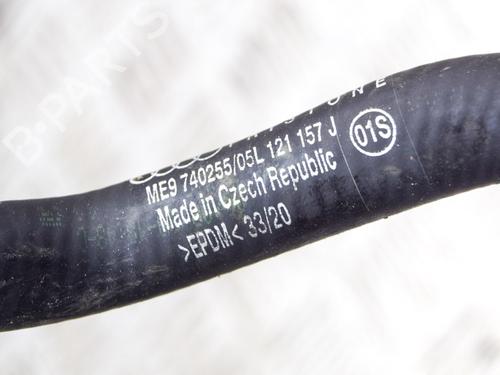 B-PARTS
ME9 740255/05L 121 157 J
01S
Made in Czech Republic
>EPDM< 33/20